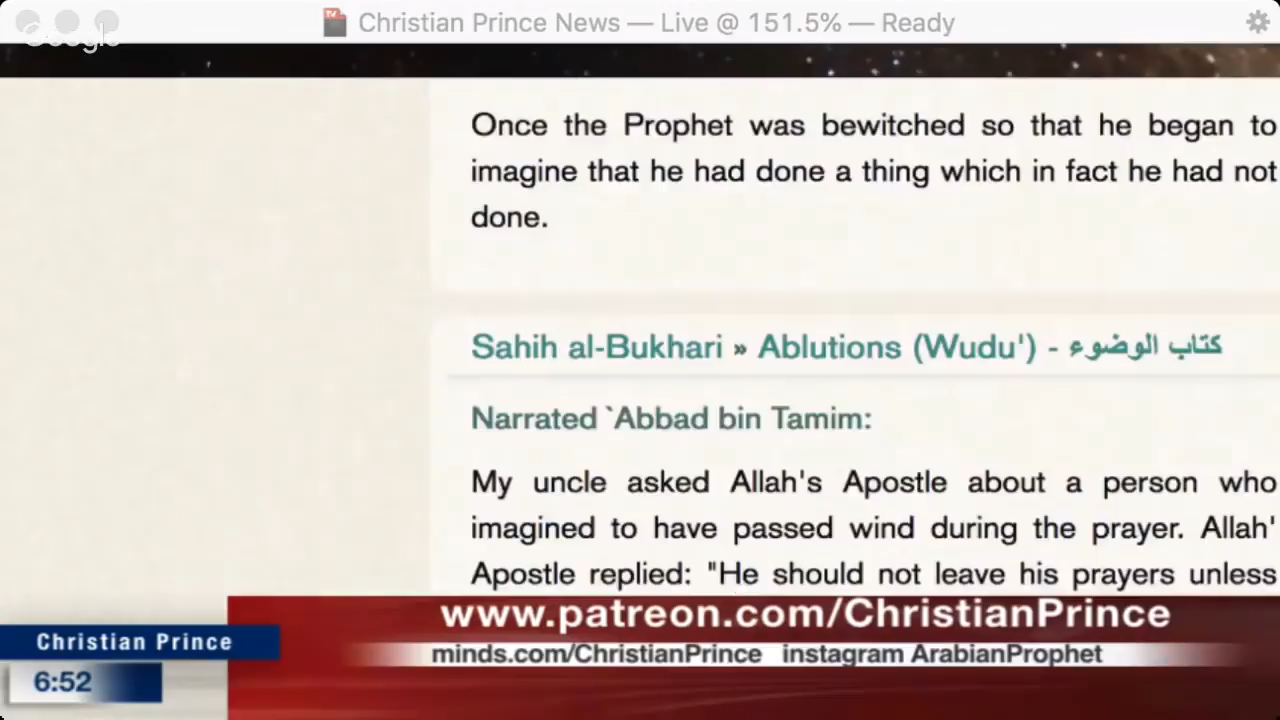 Christian Prince News — Live @ 151.5% — Ready
Google
Once the Prophet was bewitched so that he began to
imagine that he had done a thing which in fact he had not
done.
Sahih al-Bukhari » Ablutions (Wudu') - كتاب الوضوء
Narrated `Abbad bin Tamim:
My uncle asked Allah's Apostle about a person who
imagined to have passed wind during the prayer. Allah'
Apostle replied: "He should not leave his prayers unless
www.patreon.com/ChristianPrince
Christian Prince
minds.com/ChristianPrince instagram ArabianProphet
6:52